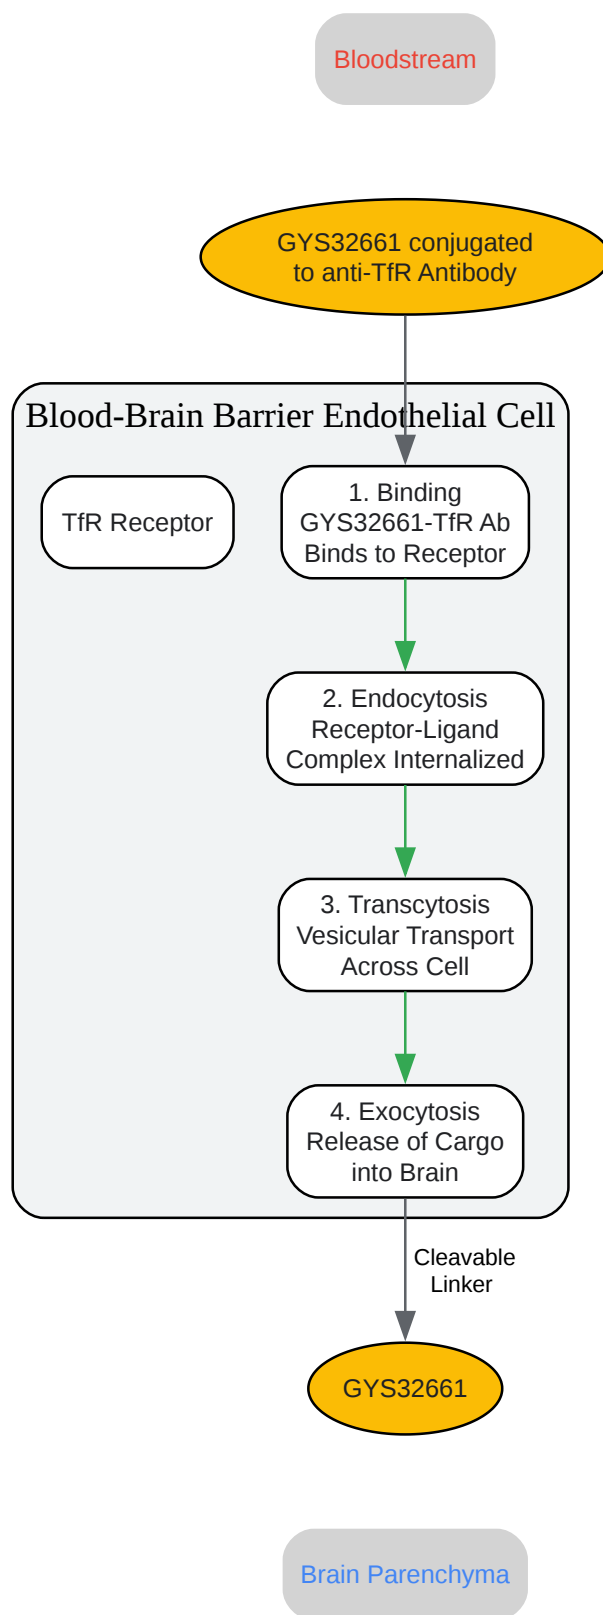 Bloodstream
GYS32661 conjugated
to anti-TfR Antibody
Blood-Brain Barrier Endothelial Cell
TfR Receptor
1. Binding
GYS32661-TfR Ab
Binds to Receptor
2. Endocytosis
Receptor-Ligand
Complex Internalized
3. Transcytosis
Vesicular Transport
Across Cell
4. Exocytosis
Release of Cargo
into Brain
Cleavable
Linker
GYS32661
Brain Parenchyma